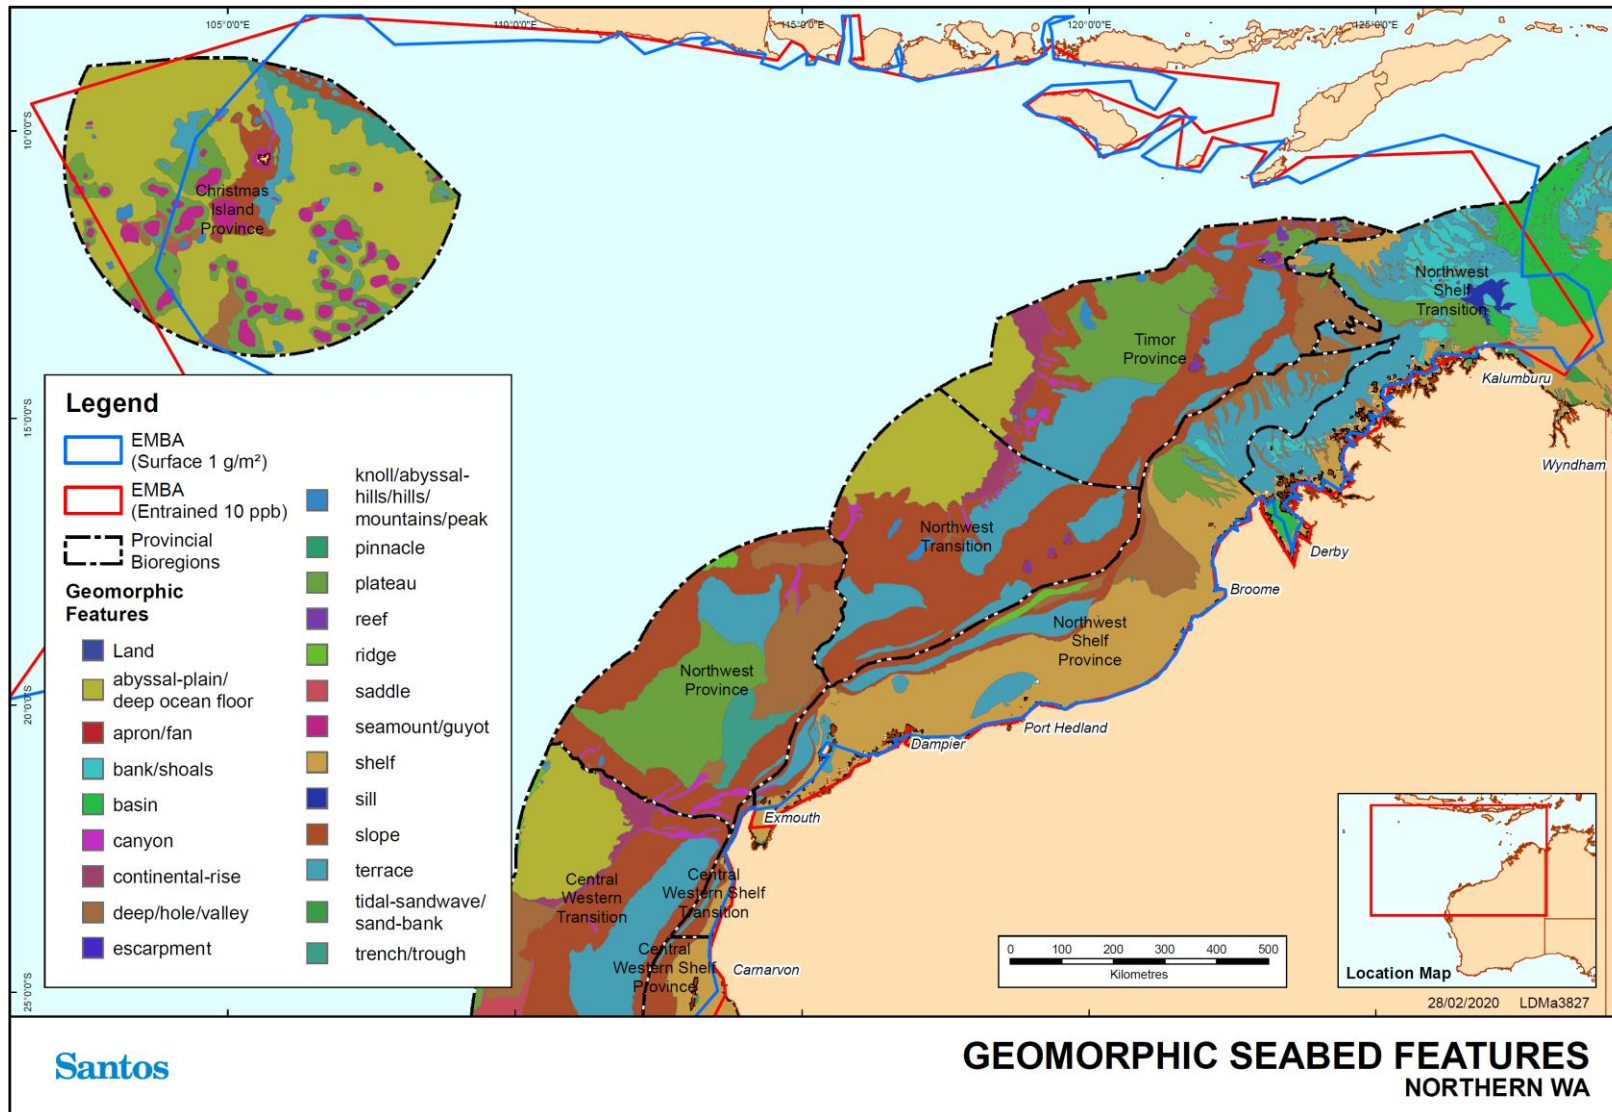 105°0'0"E
110°0'0"E
115°0'0"E
120°0'0"E
125°0'0"E
10°0'0"S
15°0'0"S
20°0'0"S
25°0'0"S
Christmas
Island
Province
Northwest
Shelf
Transition
Timor
Province
Kalumburu
Wyndham
Northwest
Transition
Derby
Broome
Northwest
Shelf
Province
Northwest
Province
Port Hedland
Dampier
Exmouth
Central
Western
Transition
Central
Western Shelf
Transition
Central
Western Shelf
Province
Carnarvon
Legend
EMBA
(Surface 1 g/m²)
EMBA
(Entrained 10 ppb)
Provincial
Bioregions
Geomorphic
Features
Land
abyssal-plain/
deep ocean floor
apron/fan
bank/shoals
basin
canyon
continental-rise
deep/hole/valley
escarpment
knoll/abyssal-
hills/hills/
mountains/peak
pinnacle
plateau
reef
ridge
saddle
seamount/guyot
shelf
sill
slope
terrace
tidal-sandwave/
sand-bank
trench/trough
0 100 200 300 400 500
Kilometres
Location Map
28/02/2020 LDMa3827
Santos
GEOMORPHIC SEABED FEATURES
NORTHERN WA